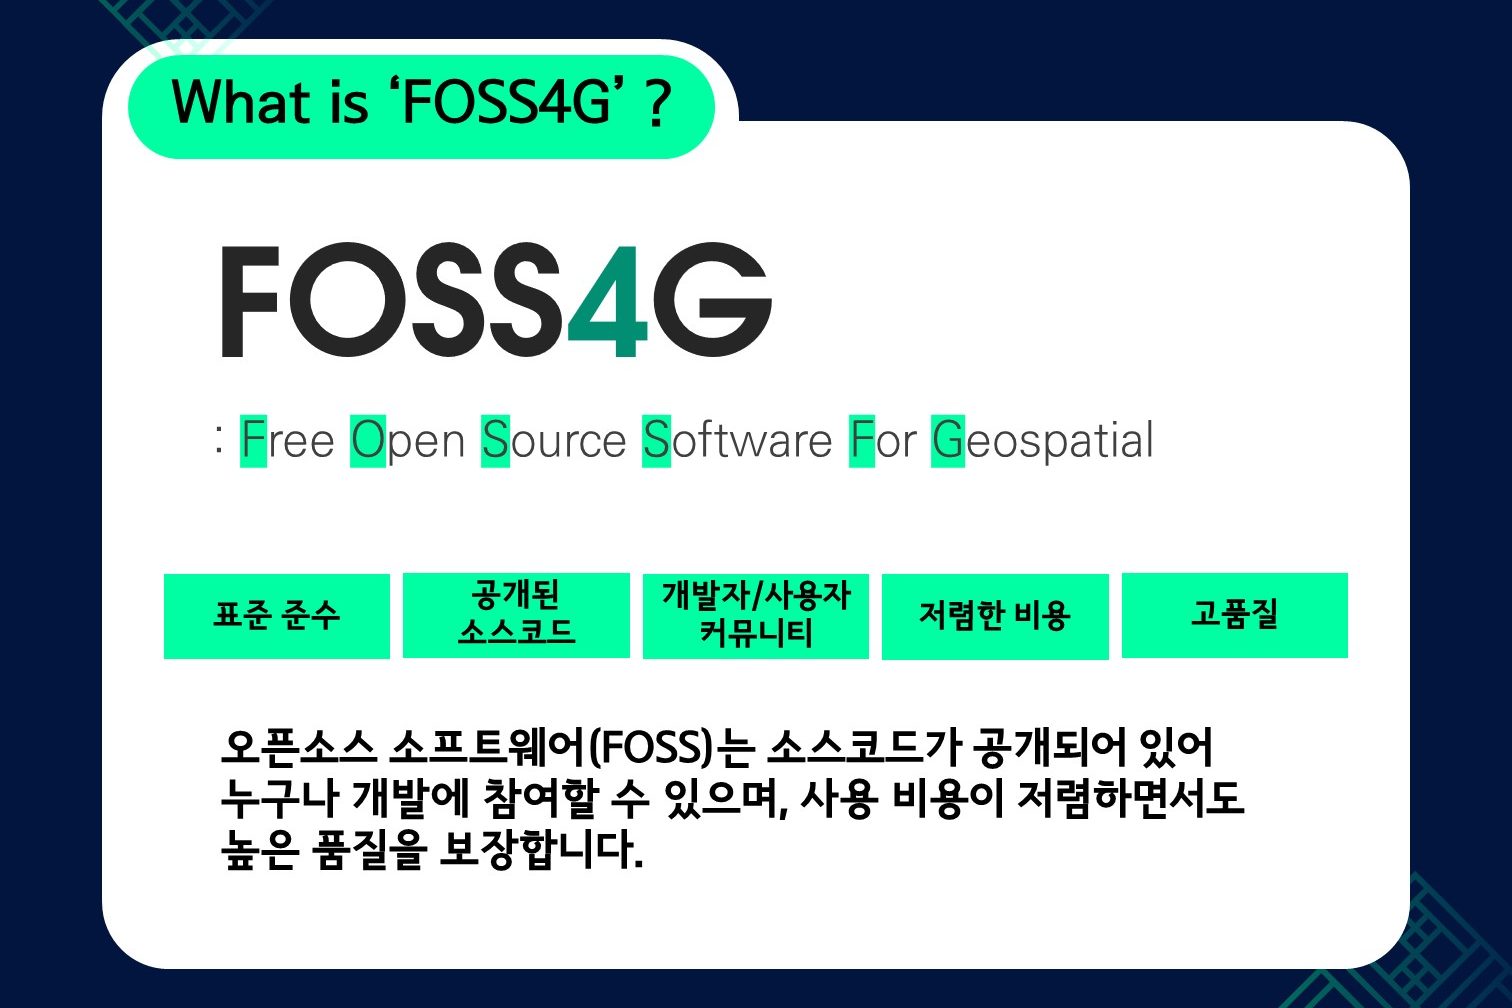 What is ‘FOSS4G’ ?
FOSS4G
: Free Open Source Software For Geospatial
표준 준수
공개된
소스코드
개발자/사용자
커뮤니티
저렴한 비용
고품질
오픈소스 소프트웨어(FOSS)는 소스코드가 공개되어 있어
누구나 개발에 참여할 수 있으며, 사용 비용이 저렴하면서도
높은 품질을 보장합니다.